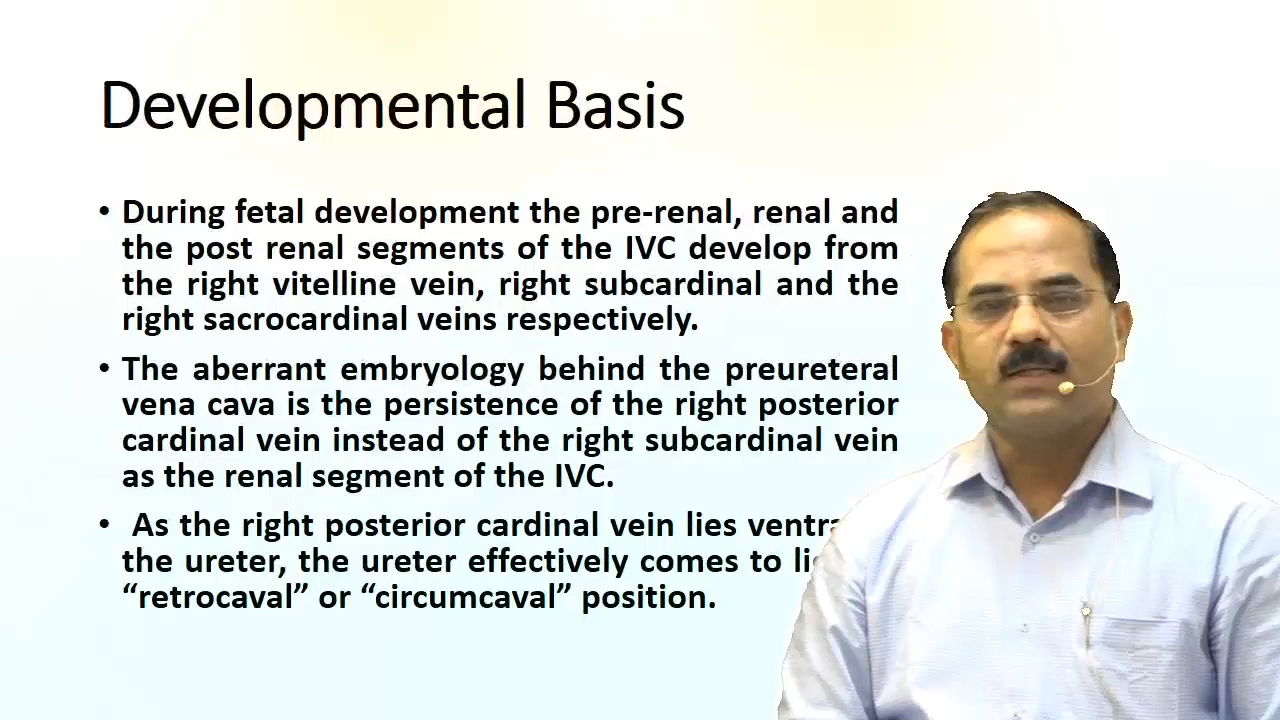 Developmental Basis
• During fetal development the pre-renal, renal and
the post renal segments of the IVC develop from
the right vitelline vein, right subcardinal and the
right sacrocardinal veins respectively.
• The aberrant embryology behind the preureteral
vena cava is the persistence of the right posterior
cardinal vein instead of the right subcardinal vein
as the renal segment of the IVC.
• As the right posterior cardinal vein lies
the ureter, the ureter effectively comes to
“retrocaval” or “circumcaval” position.